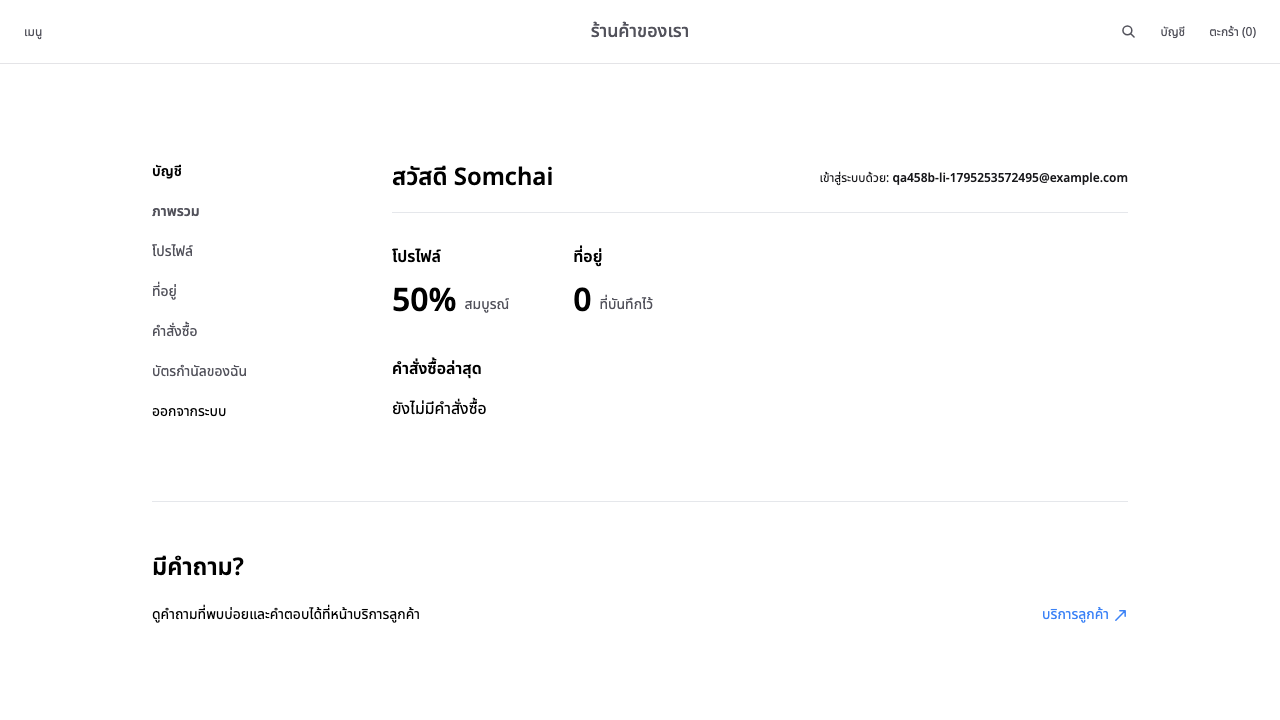 เมนู
ร้านค้าของเรา
บัญชี
ตะกร้า (0)
บัญชี
ภาพรวม
โปรไฟล์
ที่อยู่
คำสั่งซื้อ
บัตรกำนัลของฉัน
ออกจากระบบ
สวัสดี Somchai
เข้าสู่ระบบด้วย: qa458b-li-1795253572495@example.com
โปรไฟล์
50% สมบูรณ์
ที่อยู่
0 ที่บันทึกไว้
คำสั่งซื้อล่าสุด
ยังไม่มีคำสั่งซื้อ
มีคำถาม?
ดูคำถามที่พบบ่อยและคำตอบได้ที่หน้าบริการลูกค้า
บริการลูกค้า